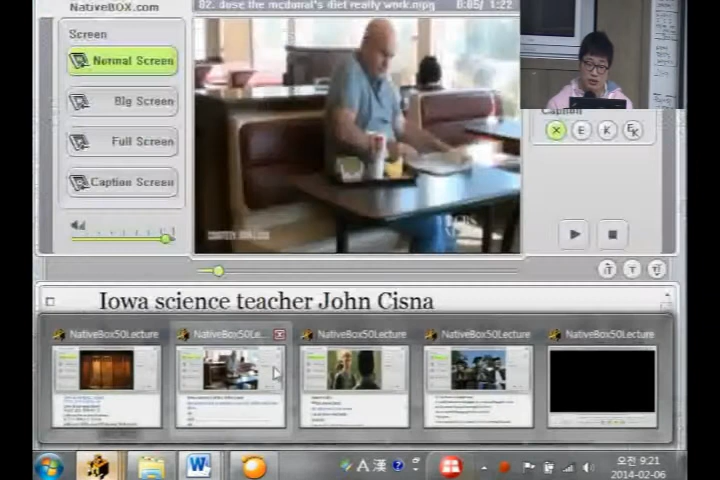 NativeBOX.com
02. dose the mcdonal's diet really work.mpg 0:05/ 1:22
Screen
Normal Screen
Big Screen
Full Screen
Caption Screen
Caption
X E K EK
Iowa science teacher John Cisna
NativeBox50Lecture
NativeBox50Le...
NativeBox50Lecture
NativeBox50Lecture
NativeBox50Lecture
A 漢
오전 9:21
2014-02-06